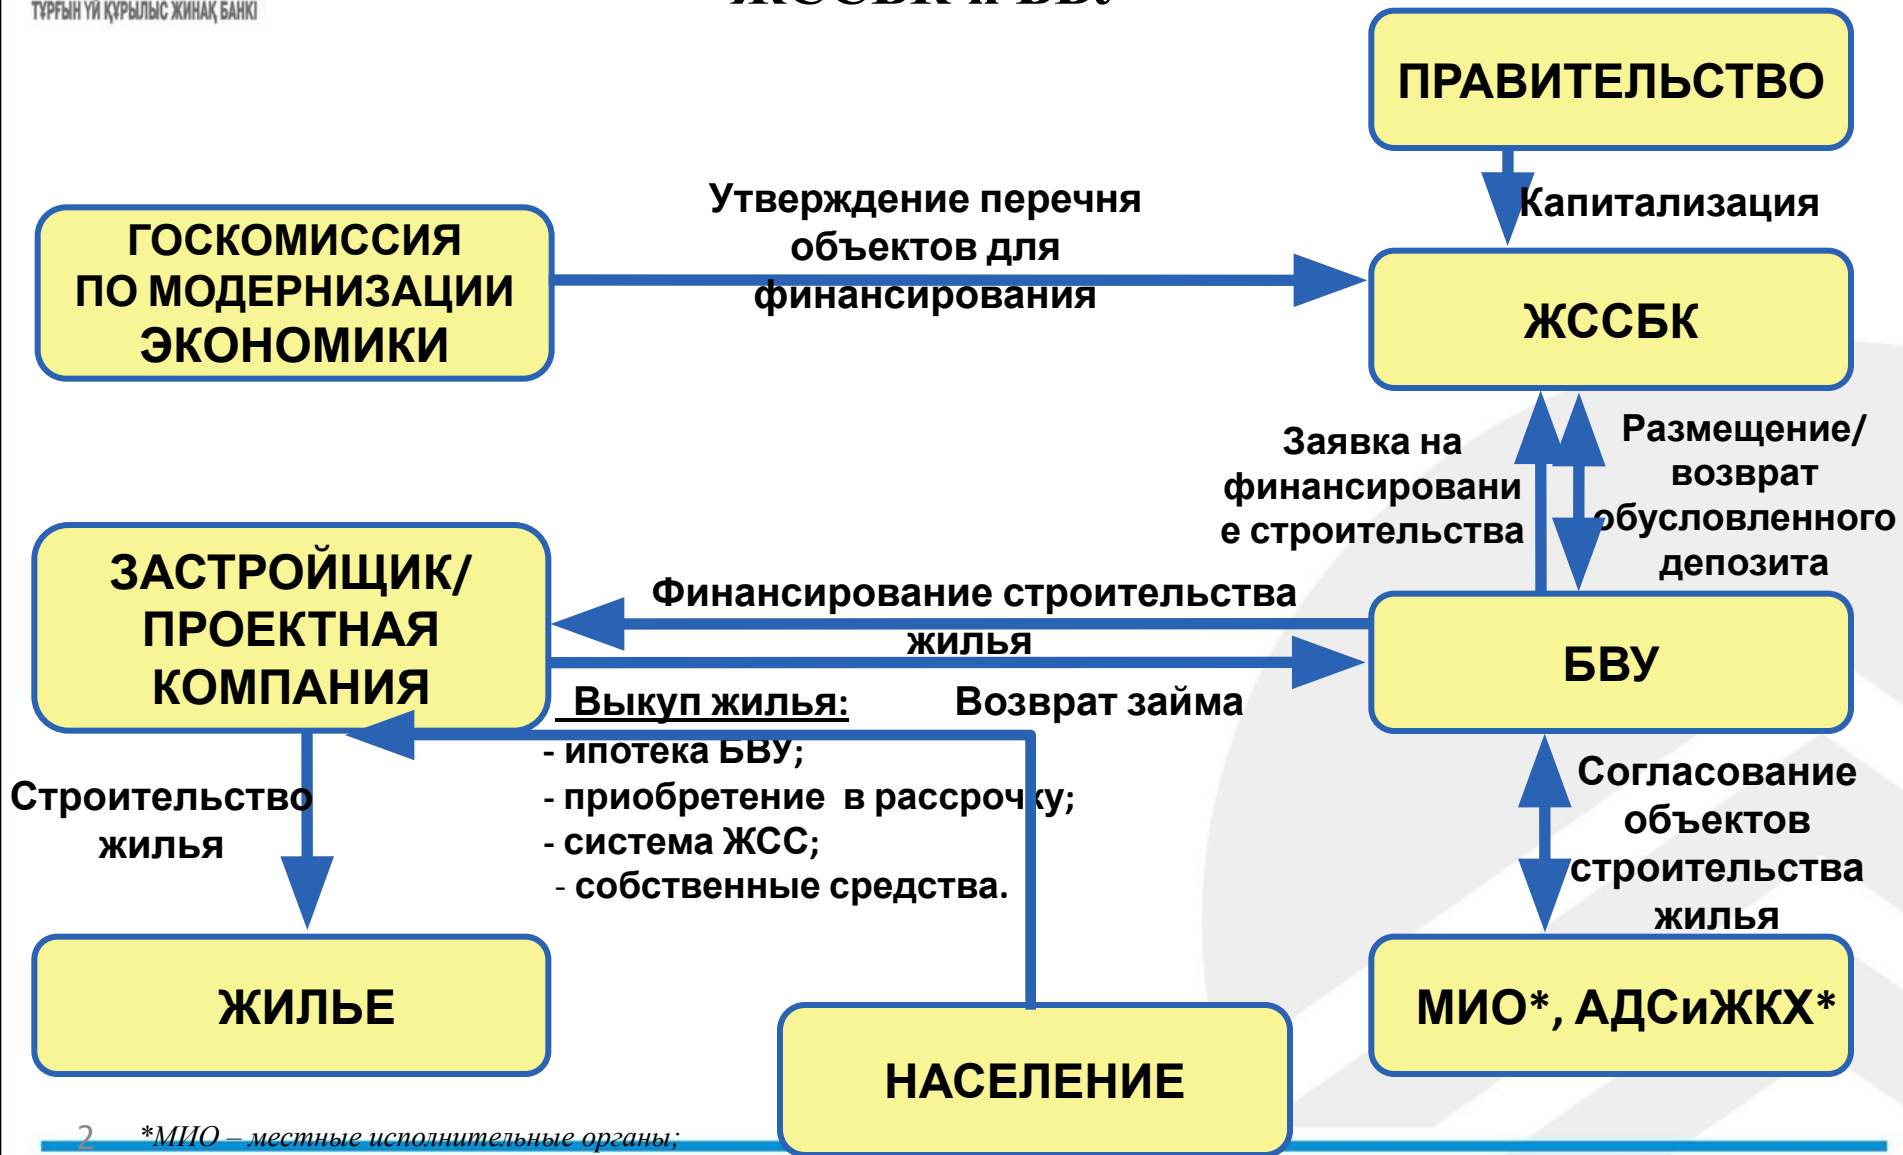 ТҰРҒЫН ҮЙ ҚҰРЫЛЫС ЖИНАҚ БАНКІ
ЖССБК и БВУ
ПРАВИТЕЛЬСТВО
Капитализация
Утверждение перечня
объектов для
финансирования
ГОСКОМИССИЯ
ПО МОДЕРНИЗАЦИИ
ЭКОНОМИКИ
ЖССБК
Заявка на
финансировани
е строительства
Размещение/
возврат
обусловленного
депозита
ЗАСТРОЙЩИК/
ПРОЕКТНАЯ
КОМПАНИЯ
Финансирование строительства
жилья
БВУ
Выкуп жилья:
Возврат займа
- ипотека БВУ;
- приобретение в рассрочку;
- система ЖСС;
- собственные средства.
Строительство
жилья
Согласование
объектов
строительства
жилья
ЖИЛЬЕ
НАСЕЛЕНИЕ
МИО*, АДСиЖКХ*
2
*МИО – местные исполнительные органы;